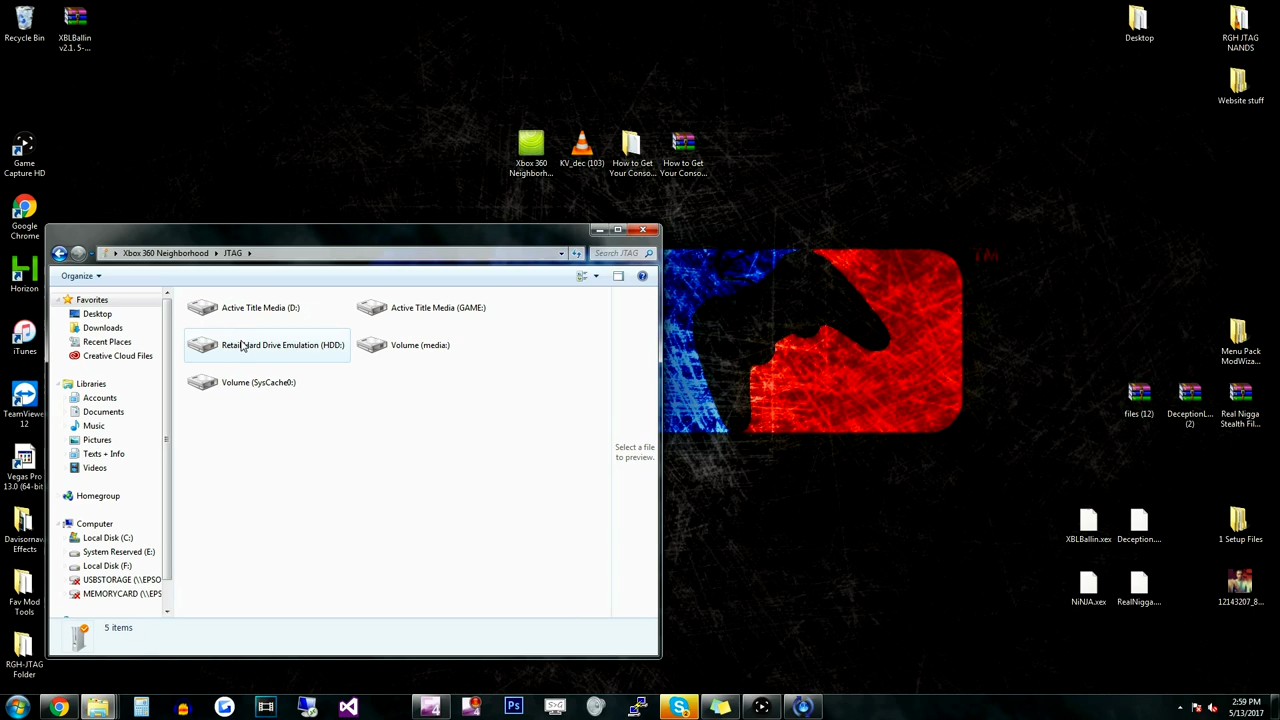 Recycle Bin
XBLBallin
v2.1. 5-...
Desktop
RGH JTAG
NANDS
Website stuff
Game
Capture HD
Xbox 360
Neighborh...
KV_dec (103)
How to Get
Your Conso...
How to Get
Your Conso...
Google
Chrome
Horizon
iTunes
TeamViewer
12
Vegas Pro
13.0 (64-bit
Davisornaw
Effects
Fav Mod
Tools
RGH-JTAG
Folder
Xbox 360 Neighborhood
JTAG
Search JTAG
Organize
Favorites
Desktop
Downloads
Recent Places
Creative Cloud Files
Libraries
Accounts
Documents
Music
Pictures
Texts + Info
Videos
Homegroup
Computer
Local Disk (C:)
System Reserved (E:)
Local Disk (F:)
USBSTORAGE (\\EPSO
MEMORYCARD (\\EPS
Active Title Media (D:)
Active Title Media (GAME:)
Retail Hard Drive Emulation (HDD:)
Volume (media:)
Volume (SysCache0:)
Select a file
to preview.
5 items
TM
Menu Pack
ModWiza...
files (12)
DeceptionL...
(2)
Real Nigga
Stealth Fil...
XBLBallin.xex
Deception....
1 Setup Files
NiNJA.xex
RealNigga....
12143207_8...
Ps
S>G
2:59 PM
5/13/2017